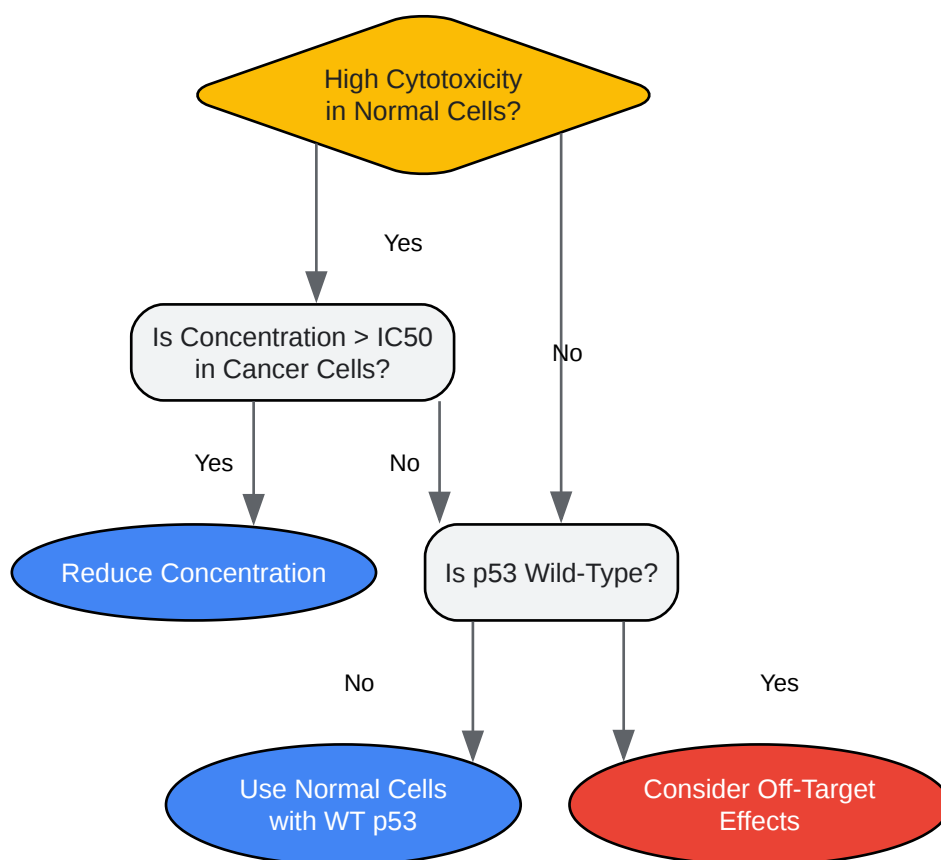 High Cytotoxicity
in Normal Cells?
Yes
Is Concentration > IC50
in Cancer Cells?
No
Yes
No
Reduce Concentration
Is p53 Wild-Type?
No
Yes
Use Normal Cells
with WT p53
Consider Off-Target
Effects